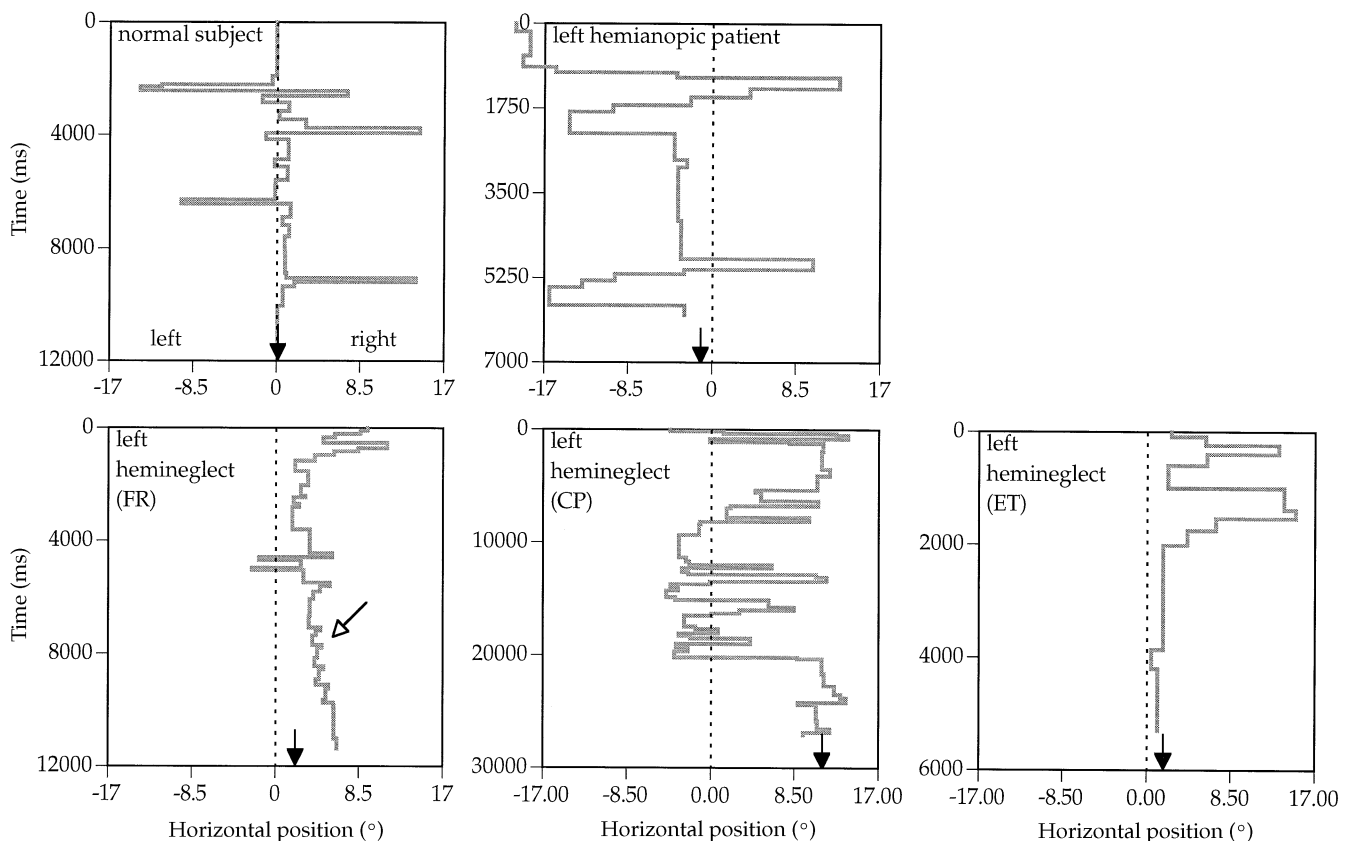 normal subject
0
4000
8000
12000
Time (ms)
left
right
-17
-8.5
0
8.5
17
left hemianopic patient
0
1750
3500
5250
7000
-17
-8.5
0
8.5
17
left
hemineglect
(FR)
0
4000
8000
12000
Time (ms)
-17
-8.5
0
8.5
17
Horizontal position (°)
left
hemineglect
(CP)
0
10000
20000
30000
-17.00
-8.50
0.00
8.50
17.00
Horizontal position (°)
left
hemineglect
(ET)
0
2000
4000
6000
-17.00
-8.50
0.00
8.50
17.00
Horizontal position (°)